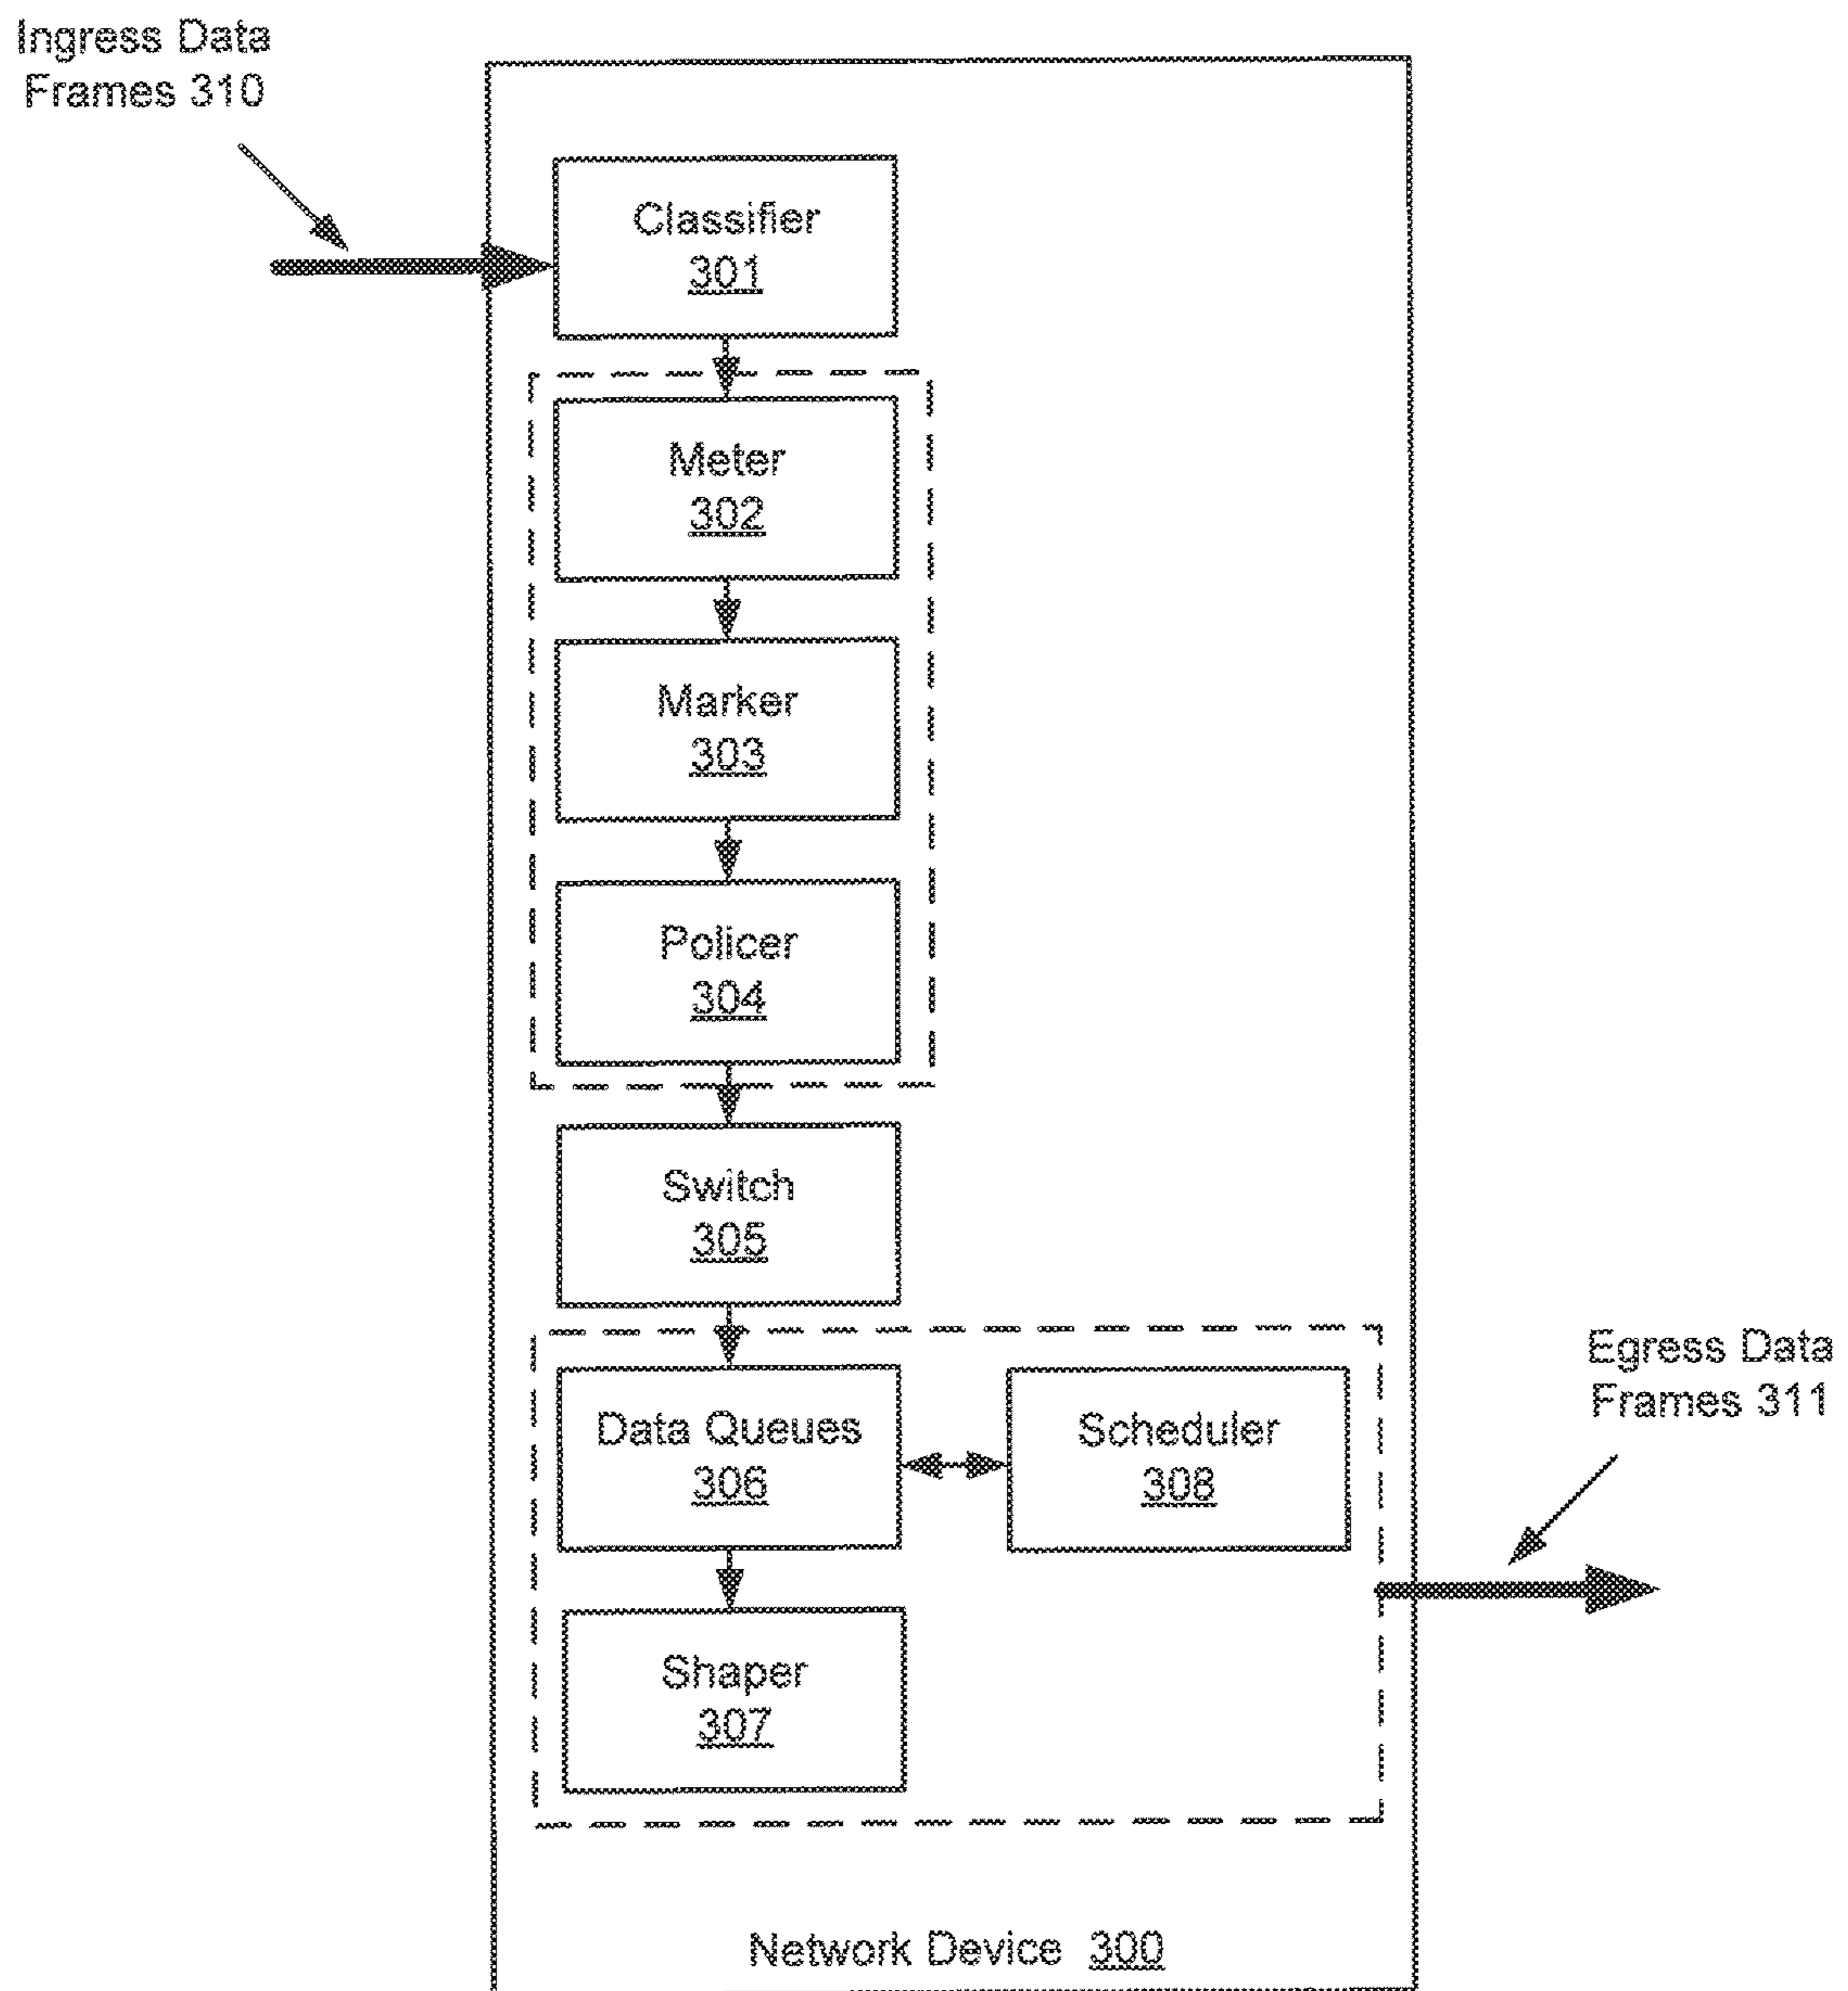 Ingress Data
Frames 310
Classifier
301
Meter
302
Marker
303
Policer
304
Switch
305
Data Queues
306
Scheduler
308
Egress Data
Frames 311
Shaper
307
Network Device 300